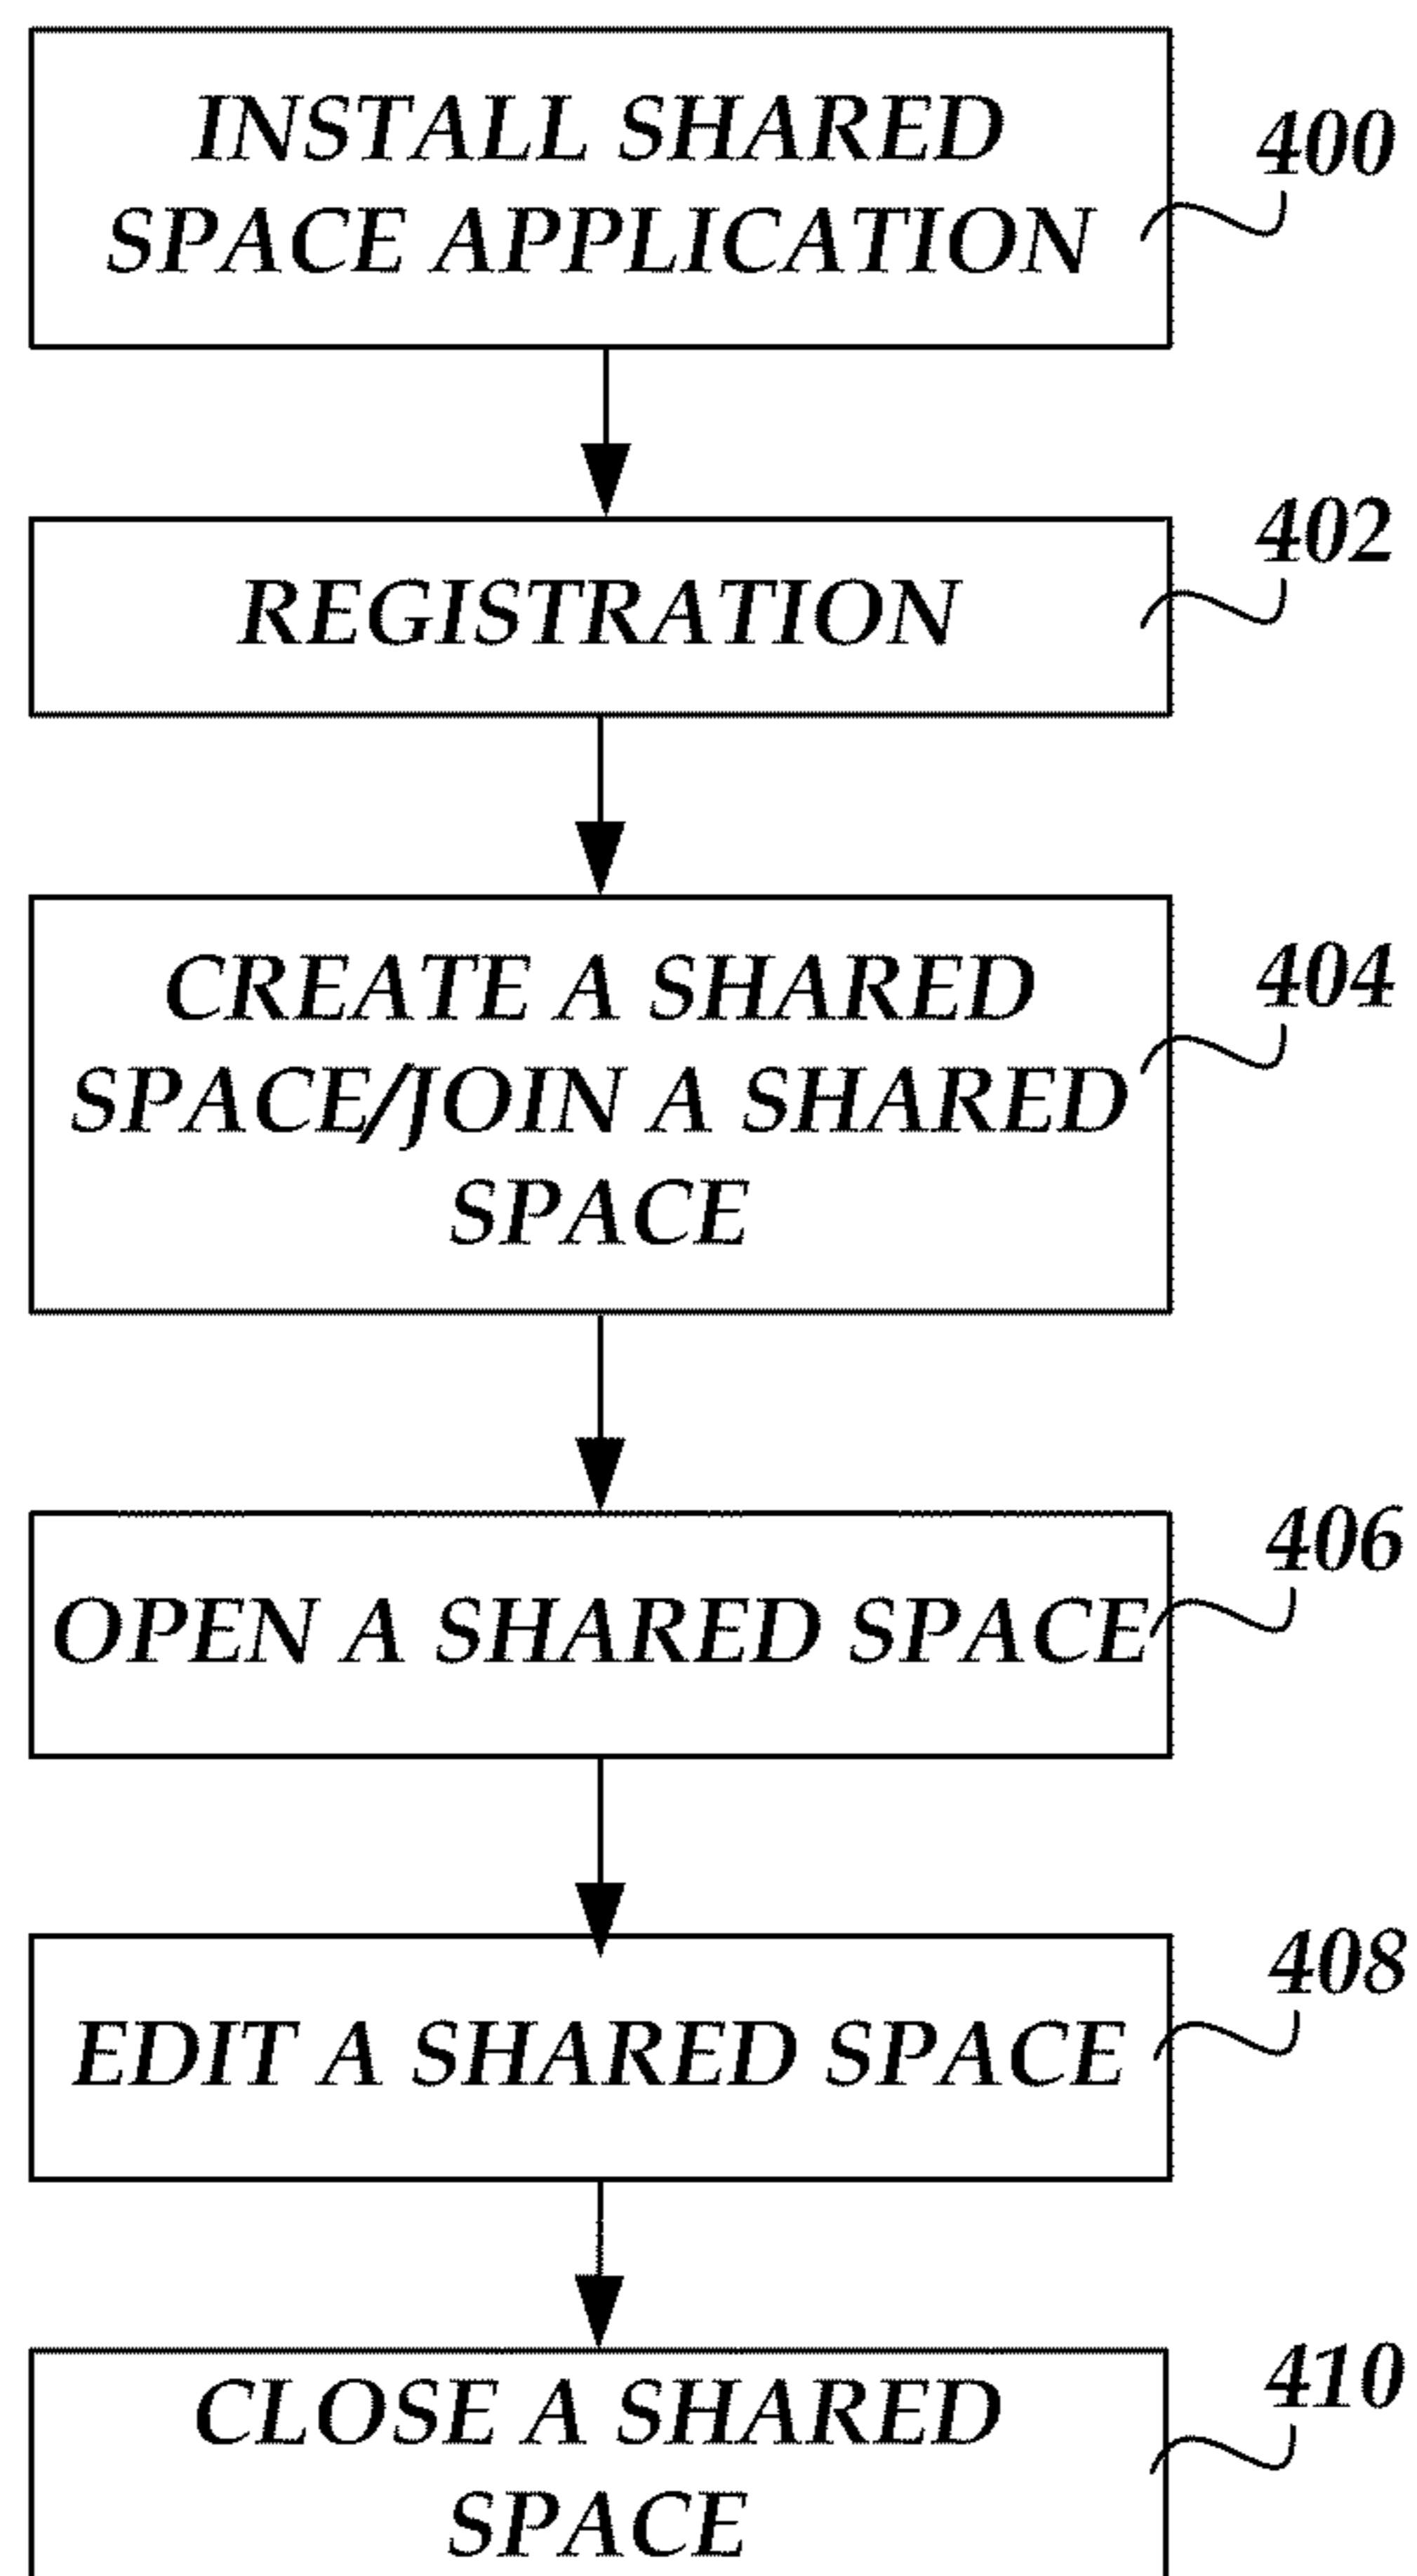 INSTALL SHARED
SPACE APPLICATION
400
REGISTRATION
402
CREATE A SHARED
SPACE/JOIN A SHARED
SPACE
404
OPEN A SHARED SPACE
406
EDIT A SHARED SPACE
408
CLOSE A SHARED
SPACE
410